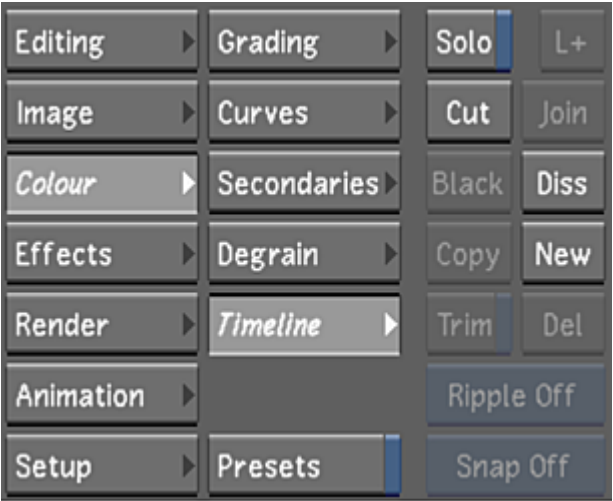 Editing Grading Solo L+
Image Curves Cut Join
Colour Secondaries Black Diss
Effects Degrain Copy New
Render Timeline Trim Del
Animation Ripple Off
Setup Presets Snap Off